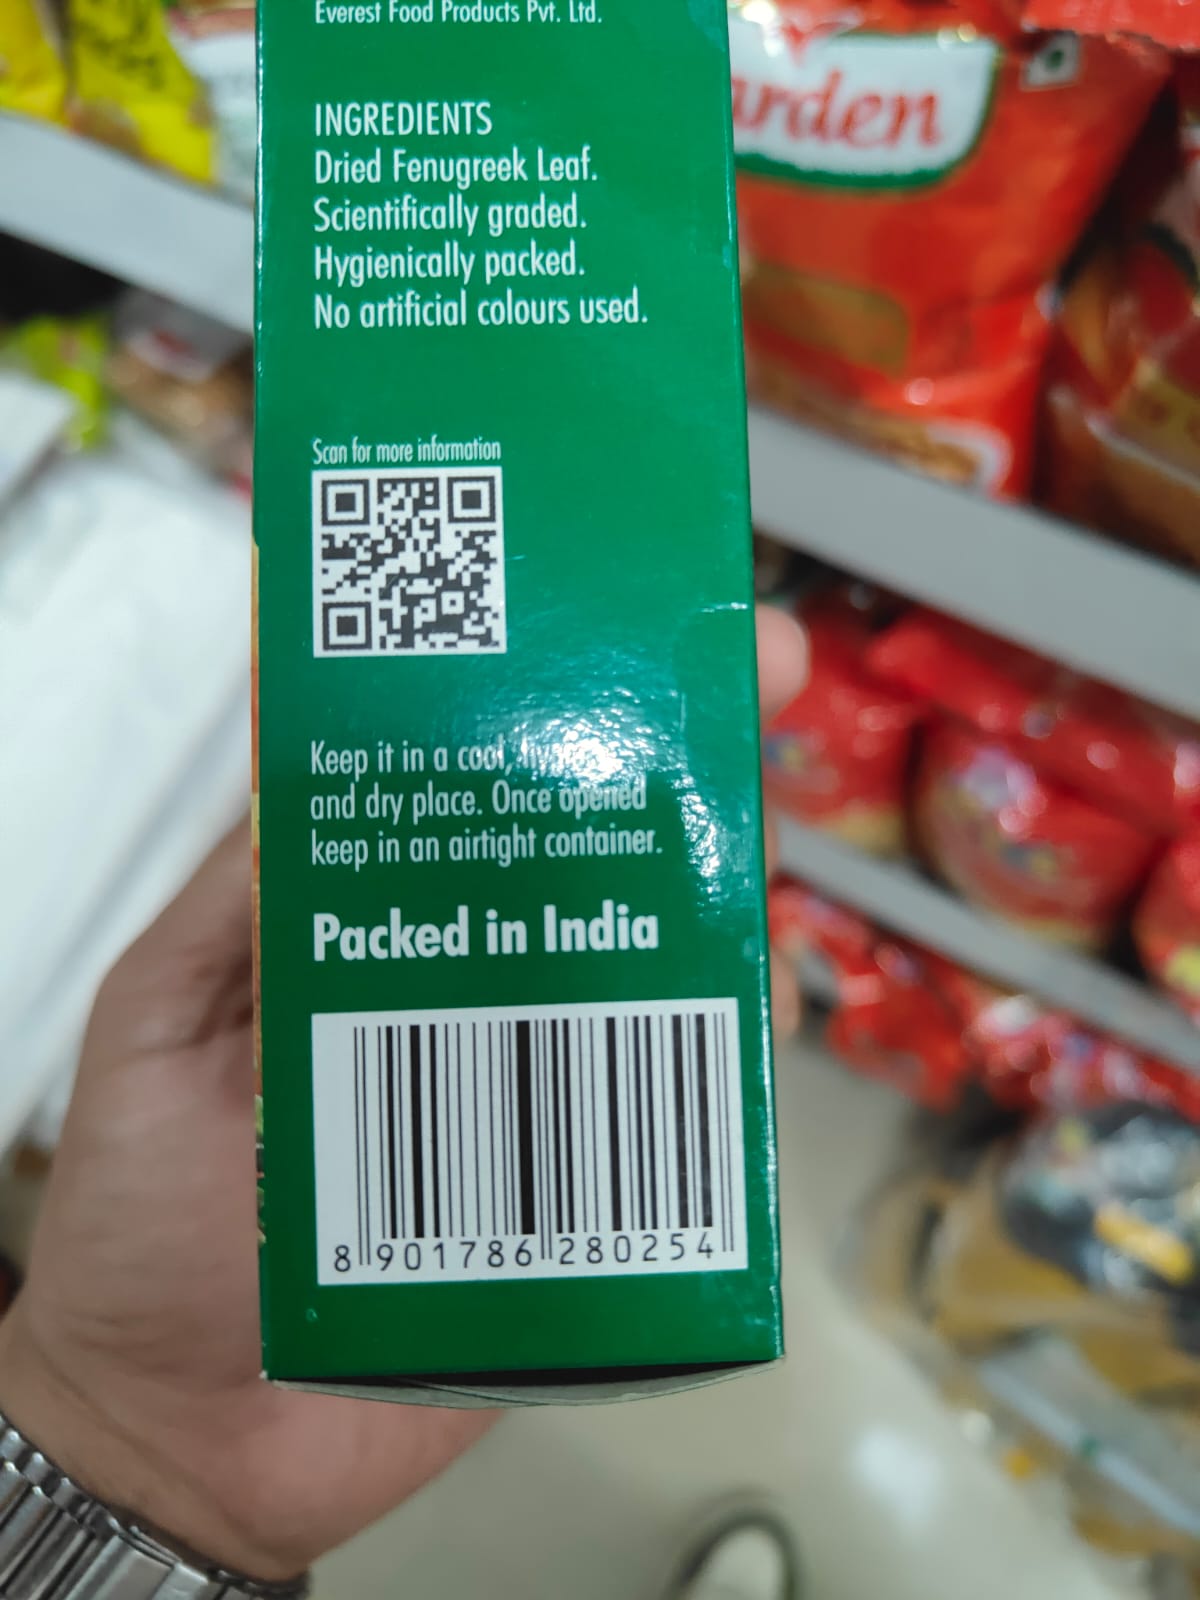 Everest Food Products Pvt. Ltd.
INGREDIENTS
Dried Fenugreek Leaf.
Scientifically graded.
Hygienically packed.
No artificial colours used.
Scan for more information
Keep it in a cool,
and dry place. Once opened
keep in an airtight container.
Packed in India
8 901786 280254
arden